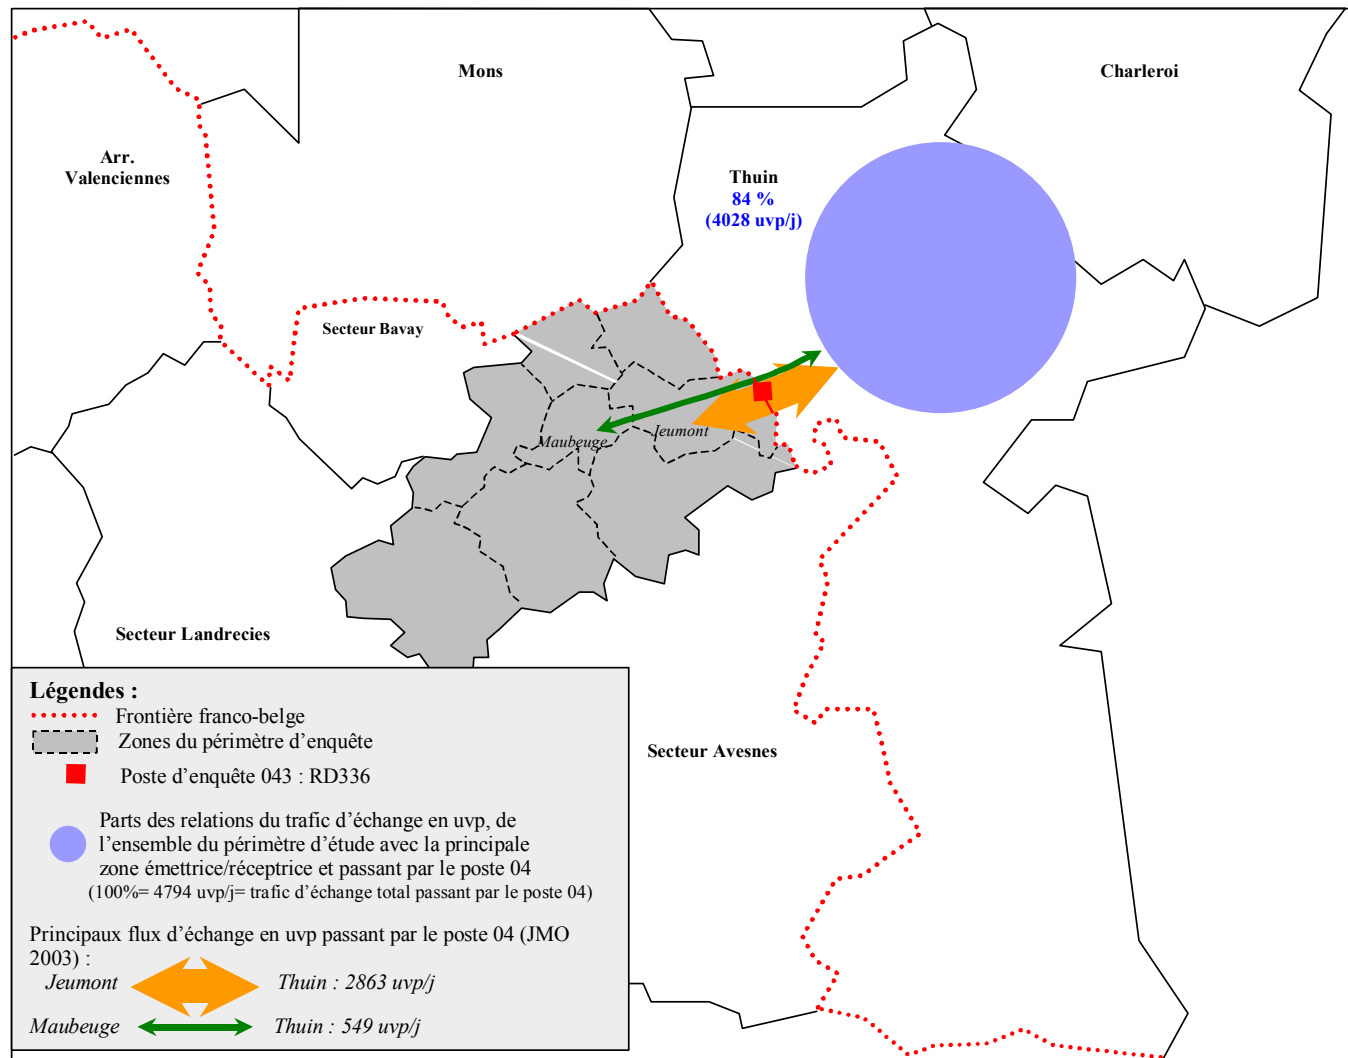 Mons
Charleroi
Arr.
Valenciennes
Thuin
84 %
(4028 uvp/j)
Secteur Bavay
Maubeuge
Jeumont
Secteur Landrecies
Secteur Avesnes
Légendes :
Frontière franco-belge
Zones du périmètre d'enquête
Poste d'enquête 043 : RD336
Parts des relations du trafic d'échange en uvp, de
l'ensemble du périmètre d'étude avec la principale
zone émettrice/réceptrice et passant par le poste 04
(100%= 4794 uvp/j= trafic d'échange total passant par le poste 04)
Principaux flux d'échange en uvp passant par le poste 04 (JMO
2003) :
Jeumont Thuin : 2863 uvp/j
Maubeuge Thuin : 549 uvp/j